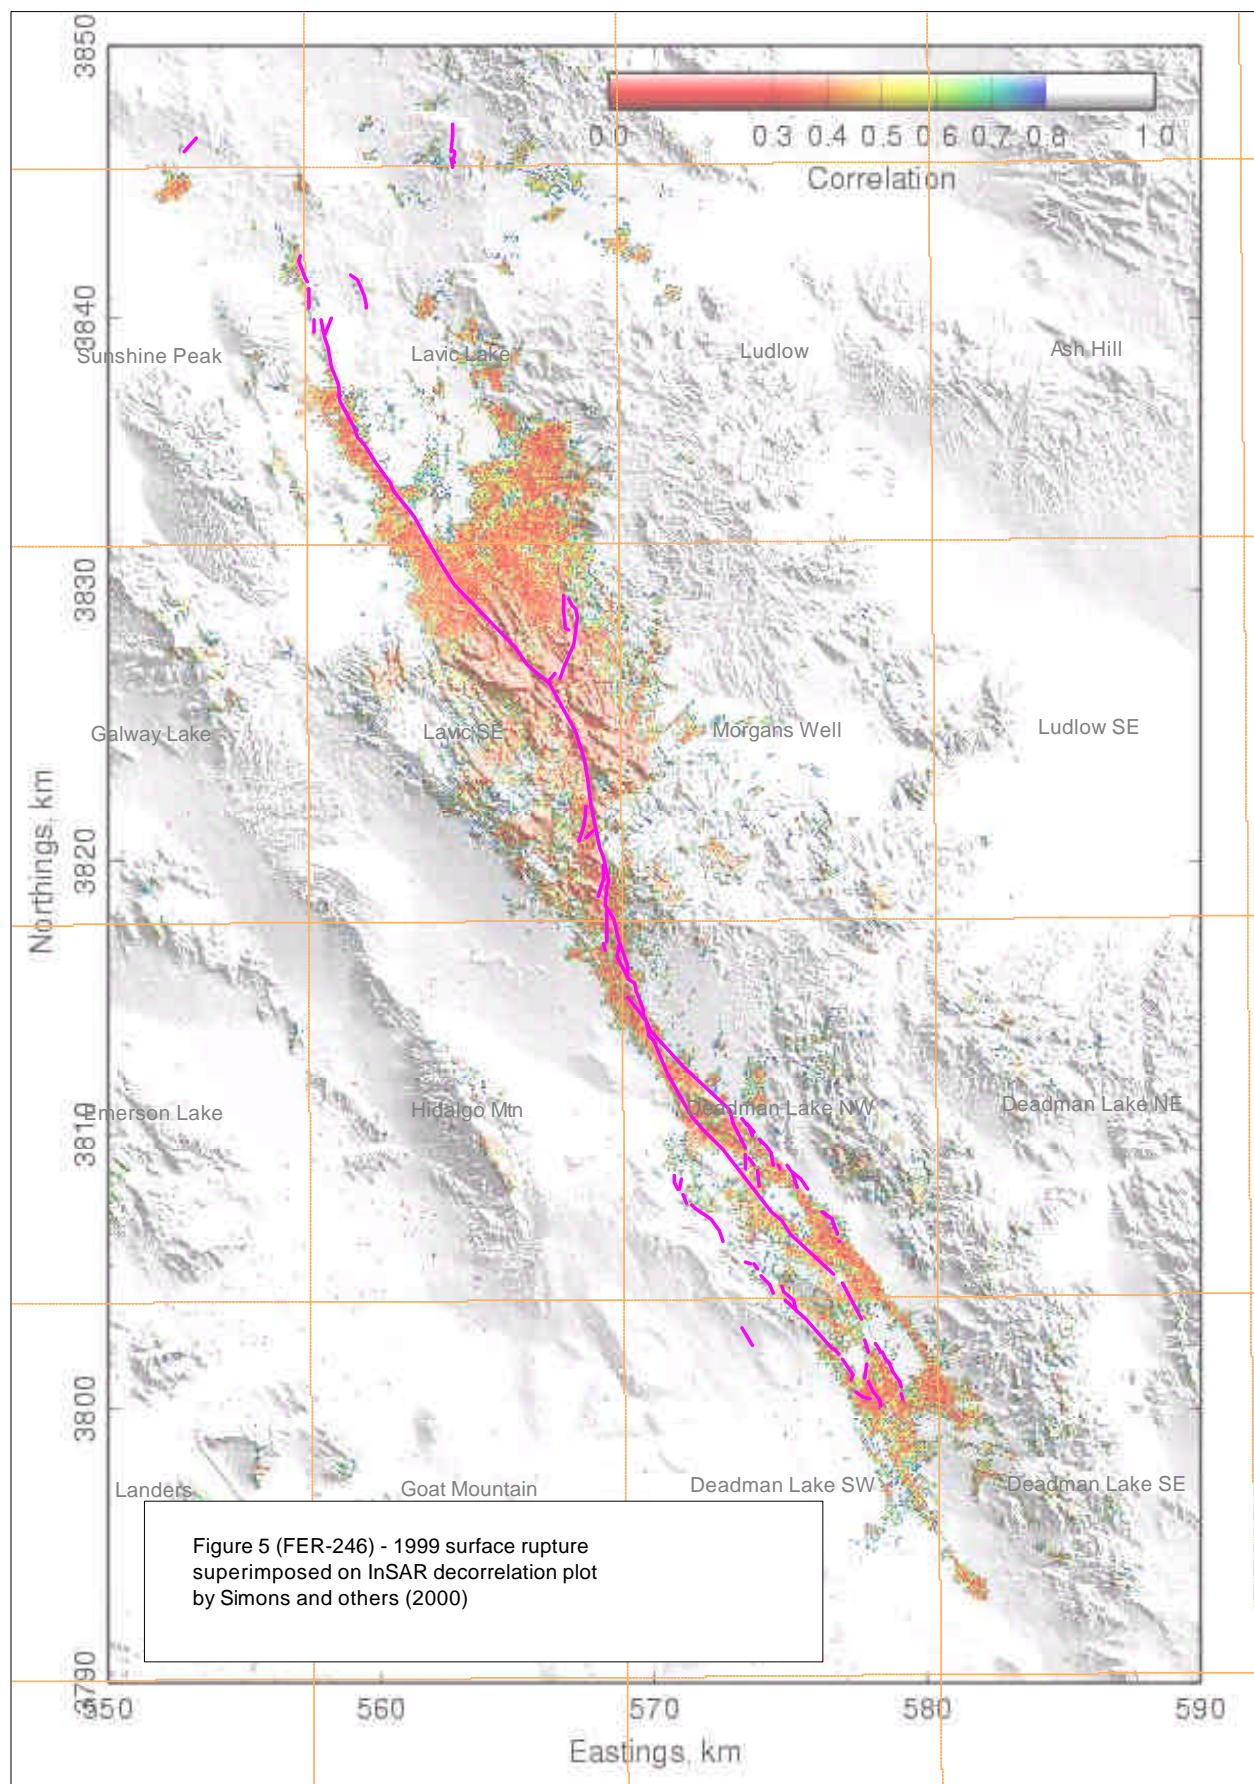 3850
0.0 0.3 0.4 0.5 0.6 0.7 0.8 1.0
Correlation
3840
Sunshine Peak Lavic Lake Ludlow Ash Hill
3830
Galway Lake Lavic SE Morgans Well Ludlow SE
Northings, km
3820
Emerson Lake Hidalgo Mtn Deadman Lake NW Deadman Lake NE
3810
3800
Landers Goat Mountain Deadman Lake SW Deadman Lake SE
Figure 5 (FER-246) - 1999 surface rupture
superimposed on InSAR decorrelation plot
by Simons and others (2000)
3790
550 560 570 580 590
Eastings, km